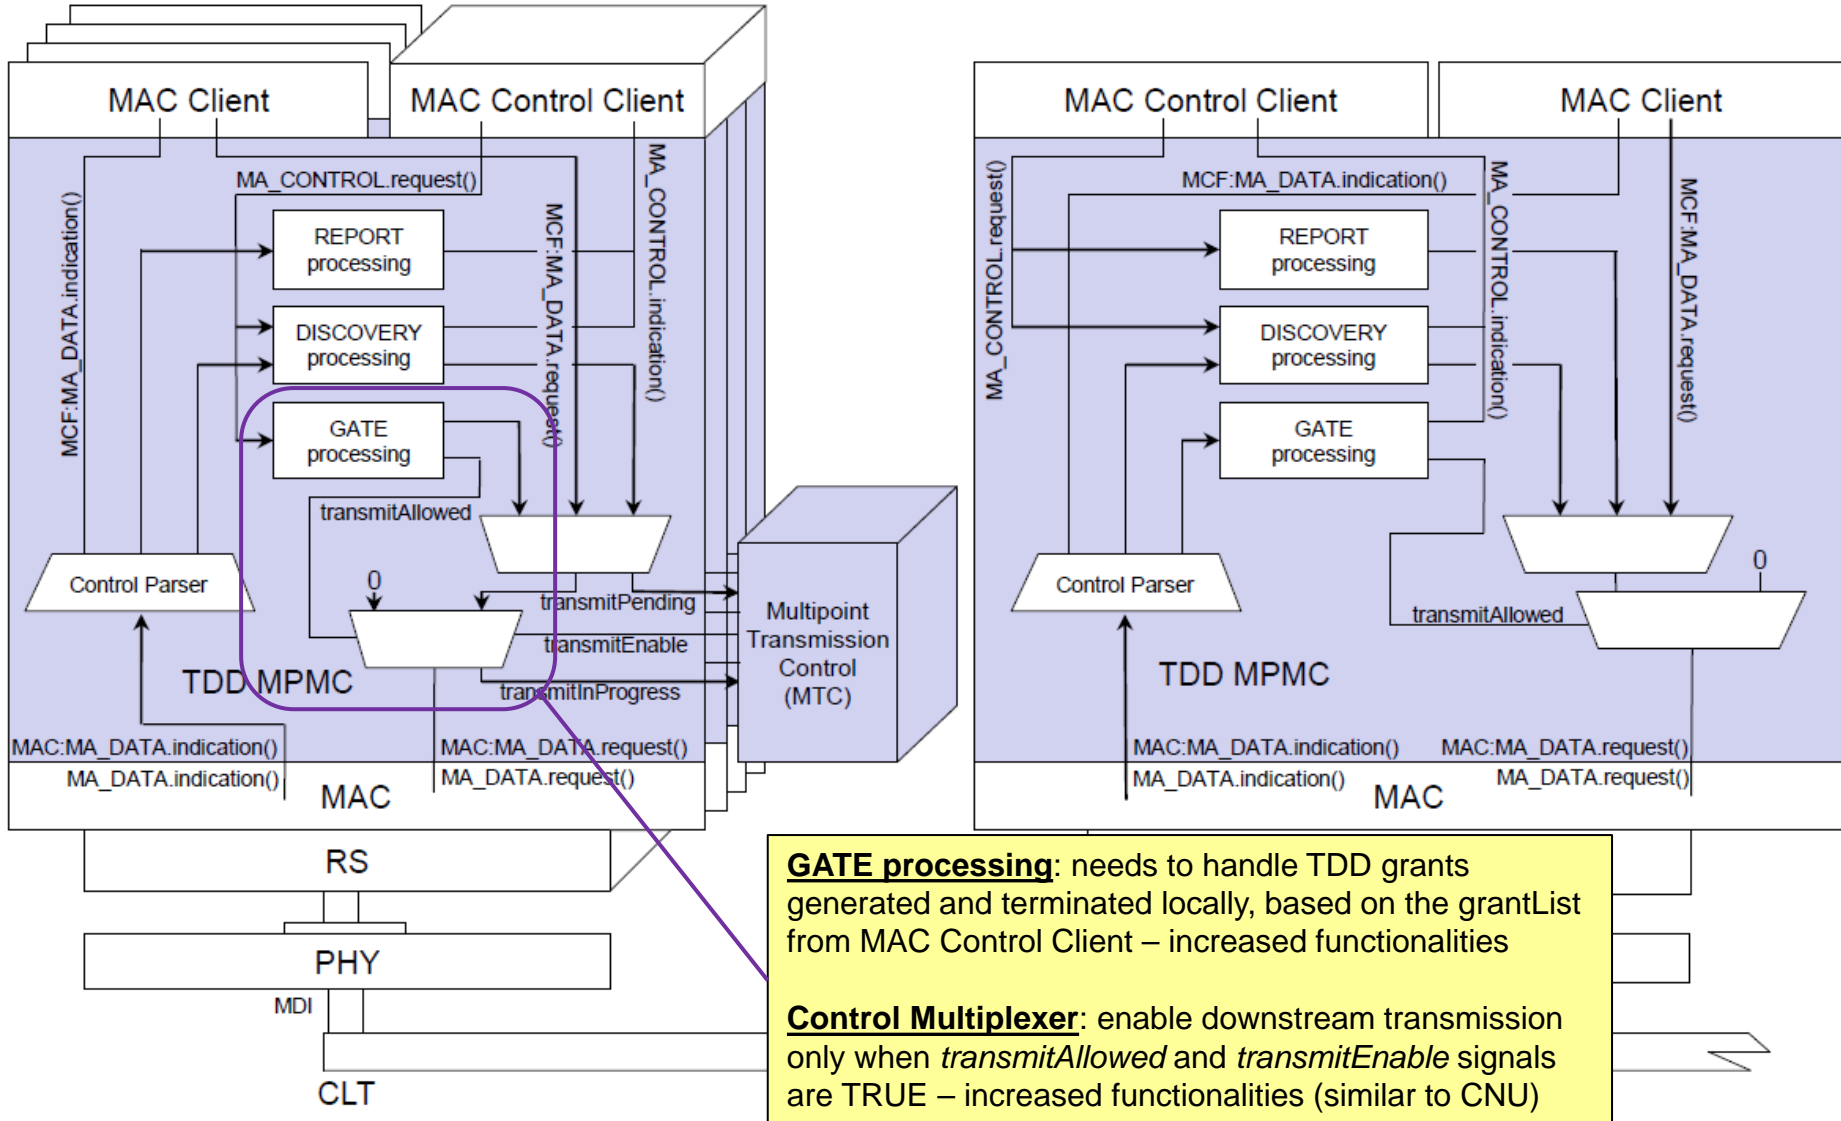 MAC Client
MAC Control Client
MA_CONTROL.request()
MCF:MA_DATA.indication()
MCF:MA_DATA.request()
MA_CONTROL.indication()
REPORT
processing
DISCOVERY
processing
GATE
processing
transmitAllowed
Control Parser
0
transmitPending
transmitEnable
transmitInProgress
TDD MPMC
Multipoint
Transmission
Control
(MTC)
MAC:MA_DATA.indication()
MAC:MA_DATA.request()
MA_DATA.indication()
MA_DATA.request()
MAC
RS
PHY
MDI
CLT
MAC Control Client
MAC Client
MA_CONTROL.request()
MCF:MA_DATA.indication()
MA_CONTROL.indication()
MCF:MA_DATA.request()
REPORT
processing
DISCOVERY
processing
GATE
processing
Control Parser
0
transmitAllowed
TDD MPMC
MAC:MA_DATA.indication()
MAC:MA_DATA.request()
MA_DATA.indication()
MA_DATA.request()
MAC
GATE processing: needs to handle TDD grants
generated and terminated locally, based on the grantList
from MAC Control Client – increased functionalities
Control Multiplexer: enable downstream transmission
only when transmitAllowed and transmitEnable signals
are TRUE – increased functionalities (similar to CNU)